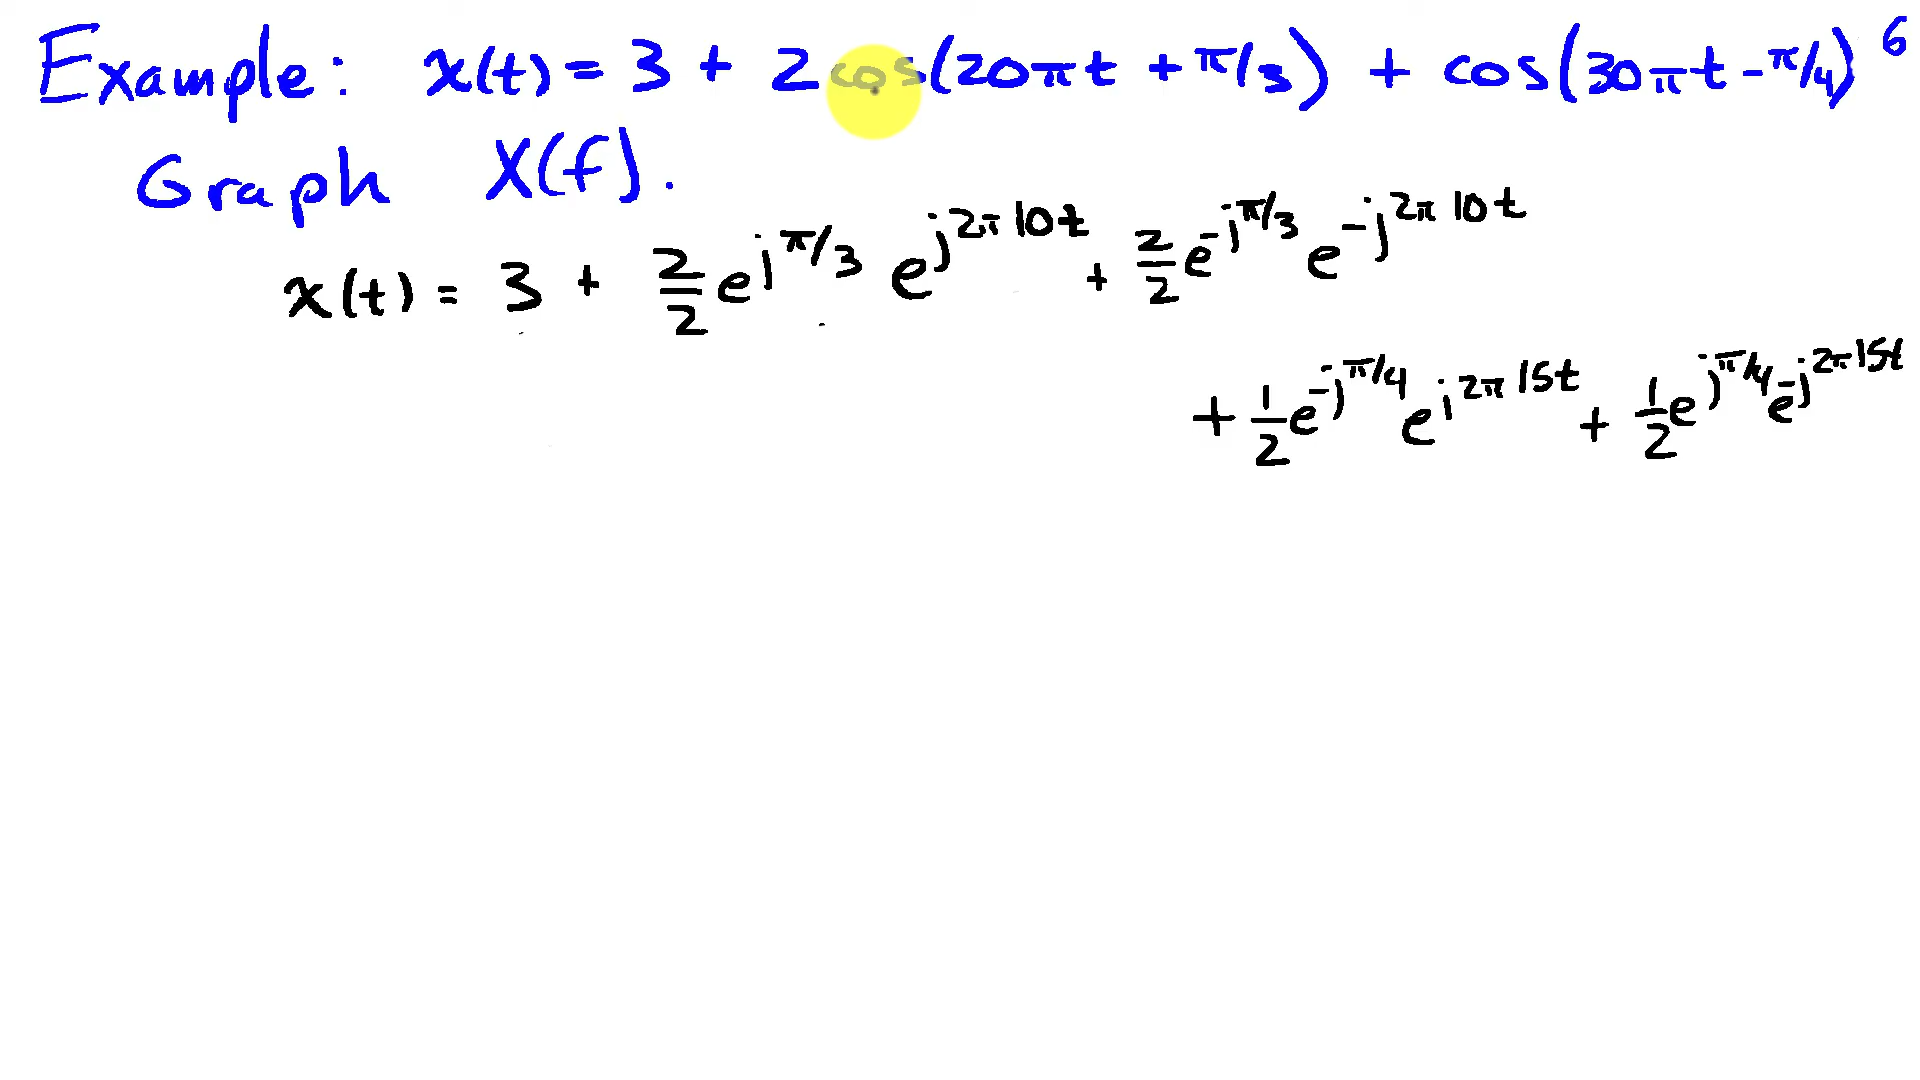 Example: x(t) = 3 + 2cos(20πt + π/3) + cos(30πt - π/4) 6
Graph X(f).
x(t) = 3 + 2/2 e^{jπ/3} e^{j2π10t} + 2/2 e^{-jπ/3} e^{-j2π10t}
+ 1/2 e^{-jπ/4} e^{j2π15t} + 1/2 e^{jπ/4} e^{-j2π15t}